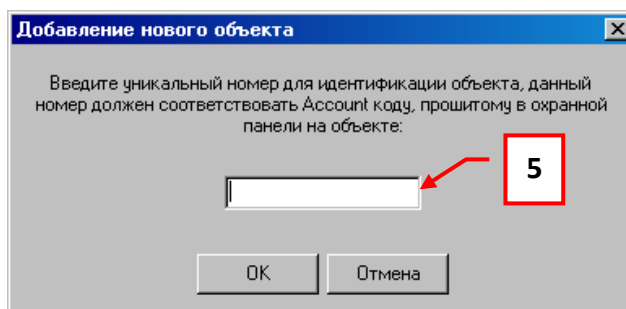 Добавление нового объекта
Введите уникальный номер для идентификации объекта, данный
номер должен соответствовать Account коду, прошитому в охранной
панели на объекте:
5
OK
Отмена